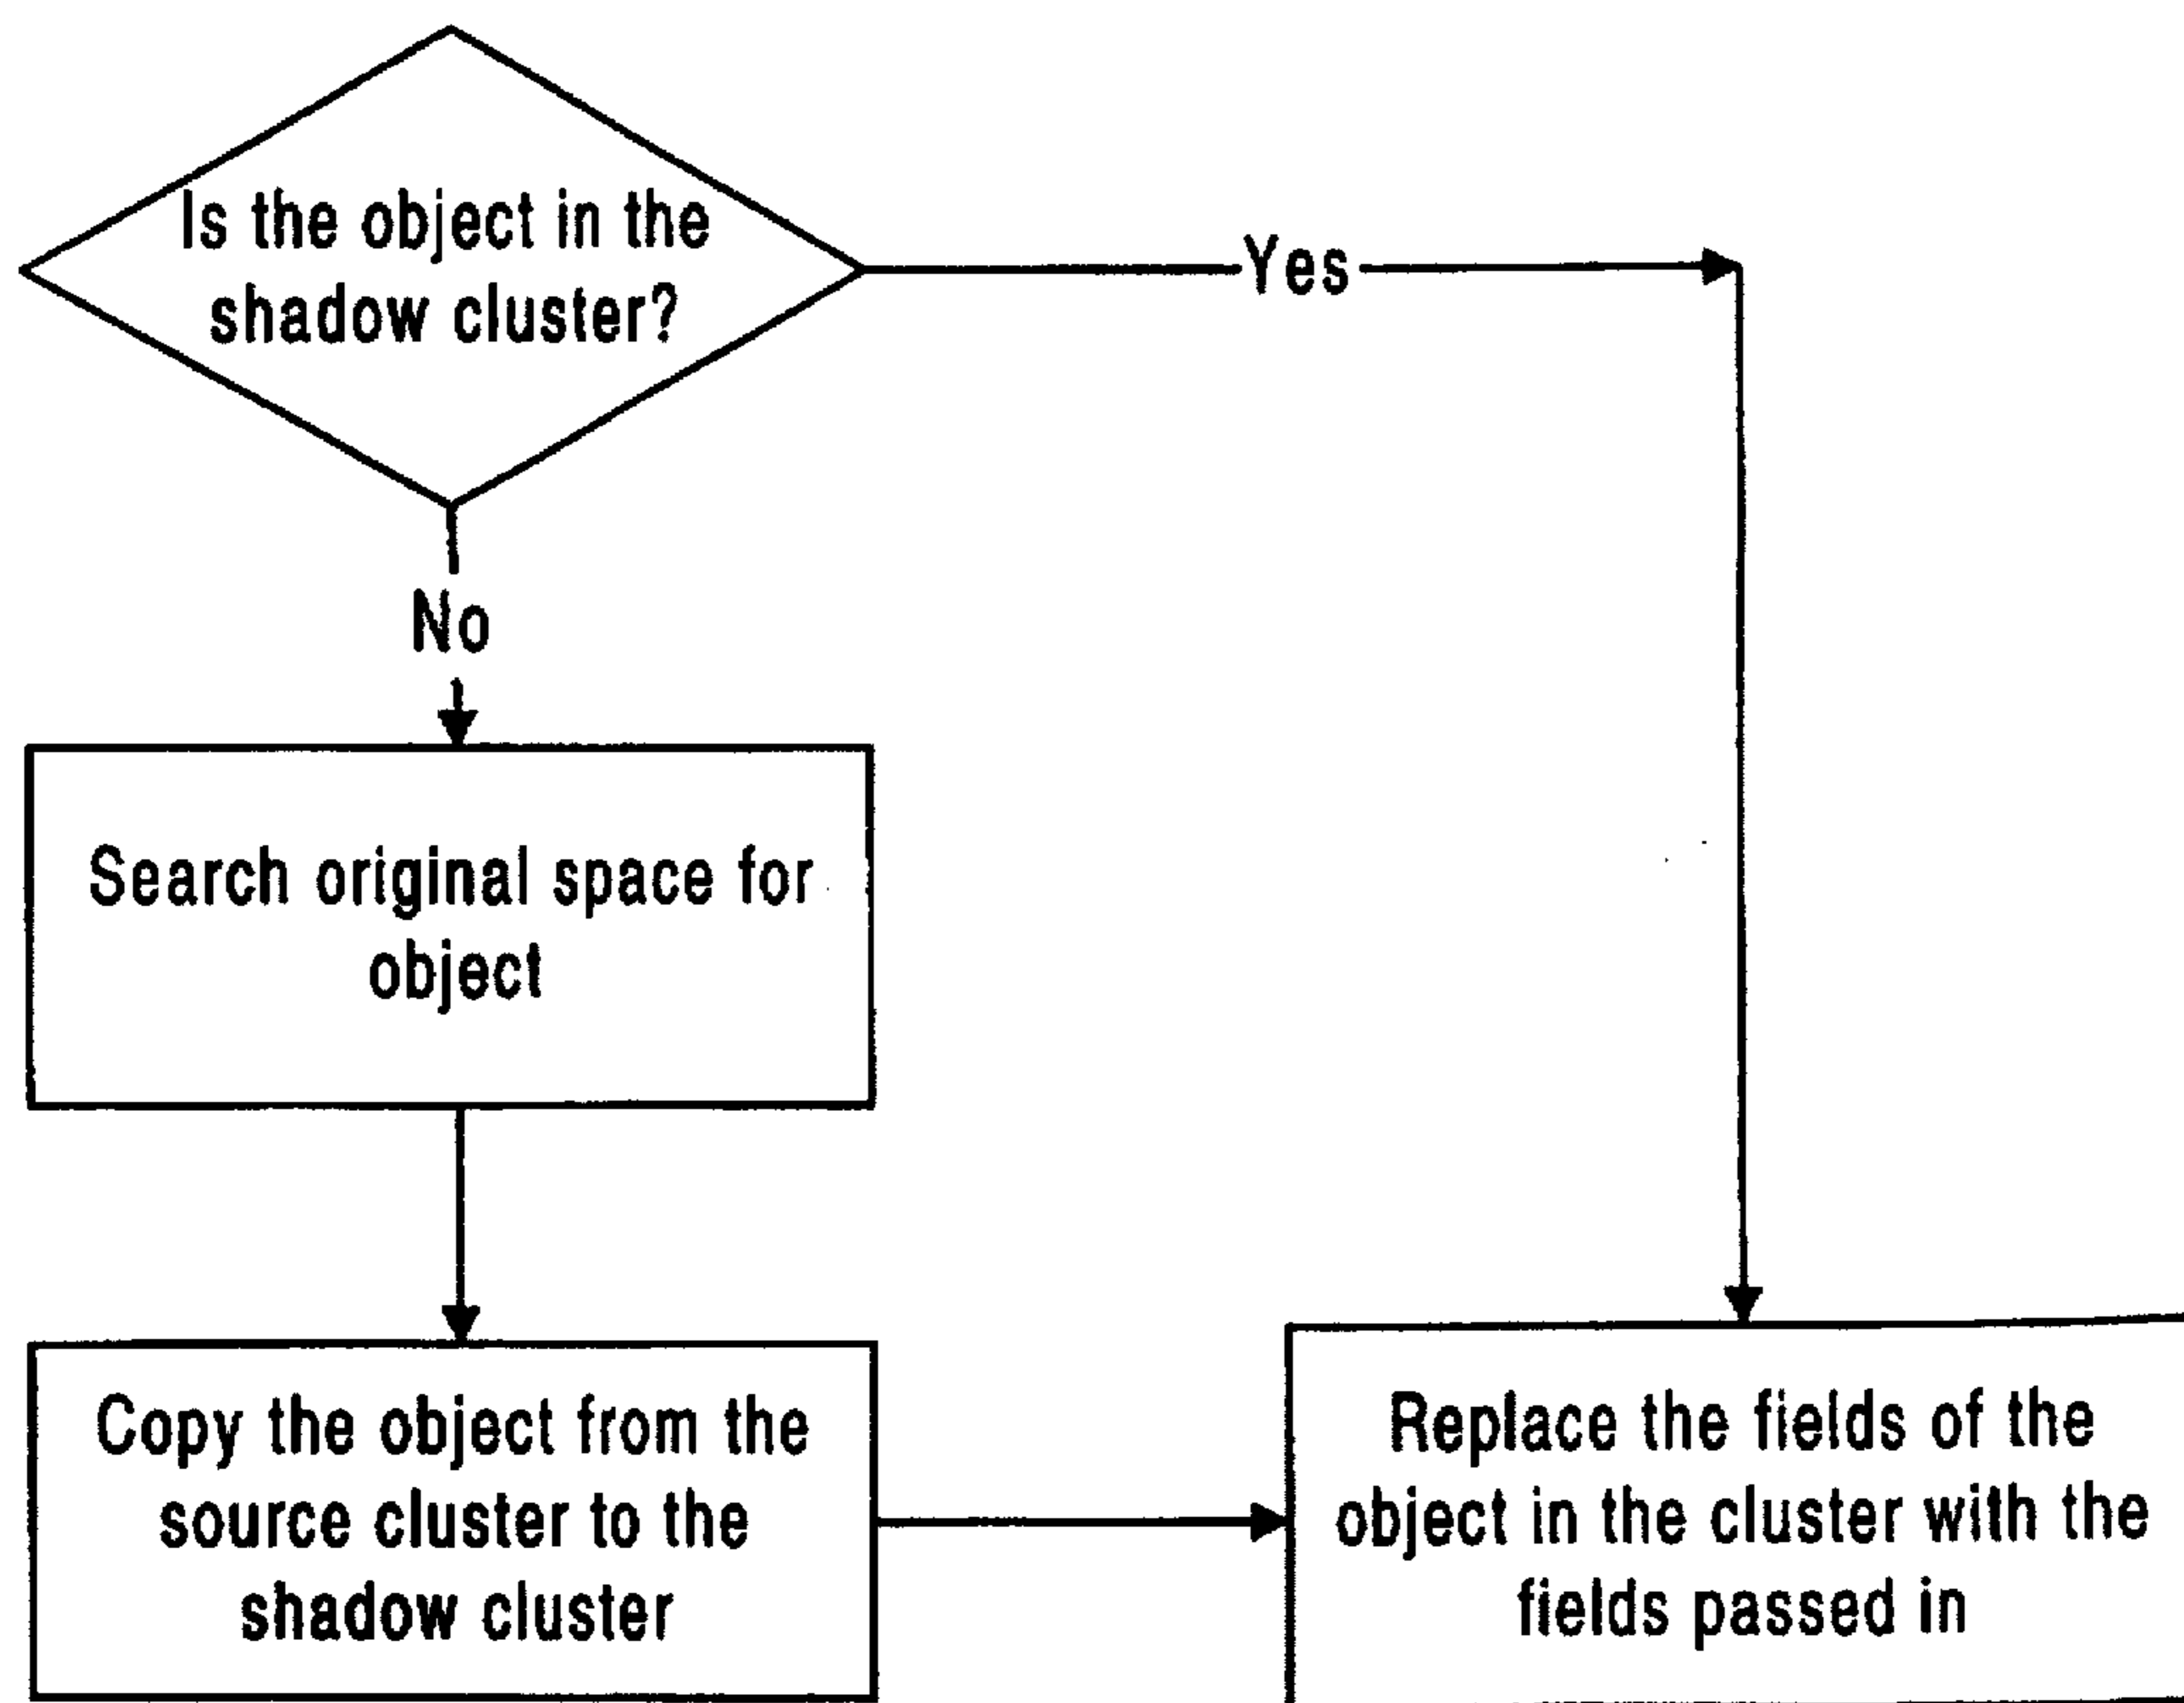 Is the object in the
shadow cluster?
Yes
No
Search original space for
object
Copy the object from the
source cluster to the
shadow cluster
Replace the fields of the
object in the cluster with the
fields passed in